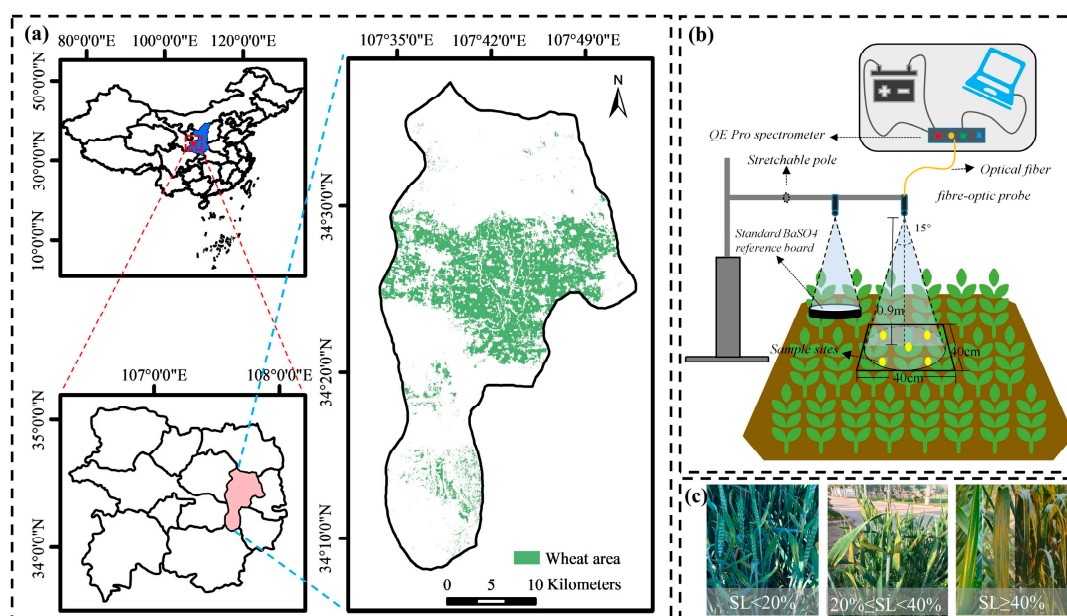 (a)
80°0'0"E 100°0'0"E 120°0'0"E
50°0'0"N
30°0'0"N
10°0'0"N
107°0'0"E 108°0'0"E
35°0'0"N
34°0'0"N
107°35'0"E 107°42'0"E 107°49'0"E
N
34°30'0"N
34°20'0"N
34°10'0"N
Wheat area
0 5 10 Kilometers
(b)
QE Pro spectrometer
Stretchable pole
Optical fiber
fibre-optic probe
15°
Standard BaSO4
reference board
0.9m
Sample sites
40cm
40cm
(c)
SL<20%
20%<SL<40%
SL>40%